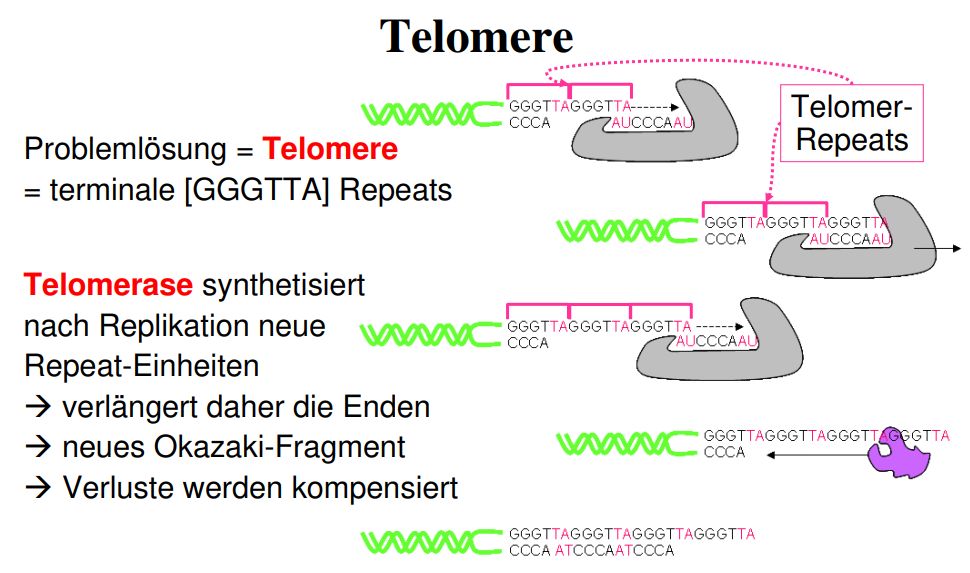 Telomere
Problemlösung = Telomere
= terminale [GGGTTA] Repeats
Telomerase synthetisiert
nach Replikation neue
Repeat-Einheiten
→ verlängert daher die Enden
→ neues Okazaki-Fragment
→ Verluste werden kompensiert
Telomer-
Repeats
GGGTTAGGGTTA
CCCA AUCCCAAU
GGGTTAGGGTTAGGGTTA
CCCA AUCCCAAU
GGGTTAGGGTTAGGGTTA
CCCA AUCCCAAU
GGGTTAGGGTTAGGGTTAGGGTTA
CCCA
GGGTTAGGGTTAGGGTTAGGGTTA
CCCA ATCCCAATCCCA